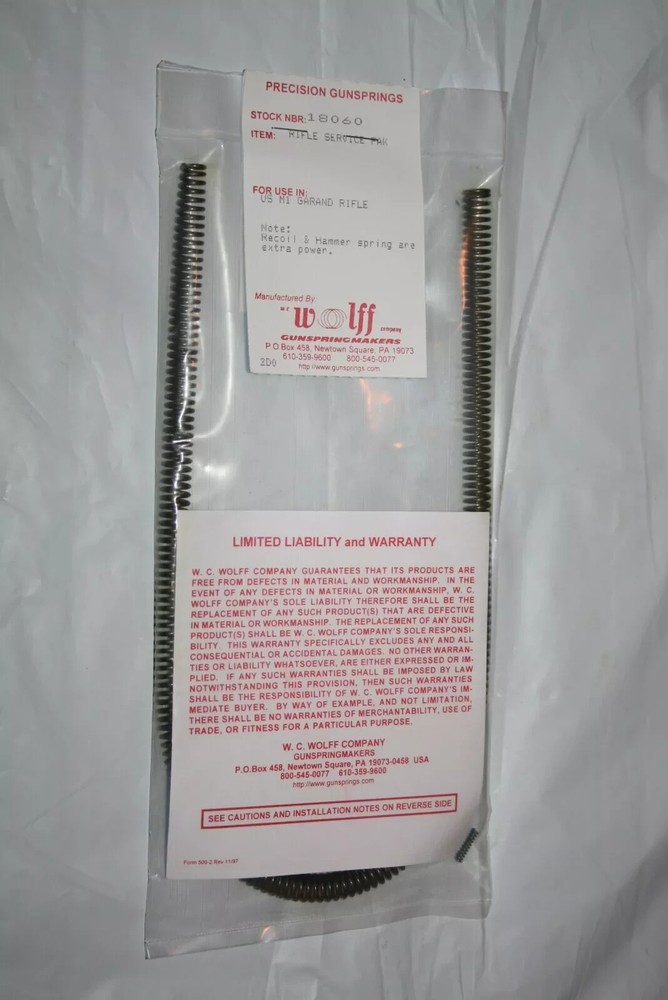 PRECISION GUNSPRINGS
STOCK NBR: 18060
ITEM: RIFLE SERVICE PAK
FOR USE IN:
US M1 GARAND RIFLE
Note:
Recoil & Hammer spring are
extra power.
Manufactured By:
W.C.
wolff
company
GUNSPRINGMAKERS
P.O.Box 458, Newtown Square, PA 19073
610-359-9600 800-545-0077
2D0 http://www.gunsprings.com
LIMITED LIABILITY and WARRANTY
W. C. WOLFF COMPANY GUARANTEES THAT ITS PRODUCTS ARE
FREE FROM DEFECTS IN MATERIAL AND WORKMANSHIP. IN THE
EVENT OF ANY DEFECTS IN MATERIAL OR WORKMANSHIP, W. C.
WOLFF COMPANY'S SOLE LIABILITY THEREFORE SHALL BE THE
REPLACEMENT OF ANY SUCH PRODUCT(S) THAT ARE DEFECTIVE
IN MATERIAL OR WORKMANSHIP. THE REPLACEMENT OF ANY SUCH
PRODUCT(S) SHALL BE W. C. WOLFF COMPANY'S SOLE RESPONSI-
BILITY. THIS WARRANTY SPECIFICALLY EXCLUDES ANY AND ALL
CONSEQUENTIAL OR ACCIDENTAL DAMAGES. NO OTHER WARRAN-
TIES OR LIABILITY WHATSOEVER, ARE EITHER EXPRESSED OR IM-
PLIED. IF ANY SUCH WARRANTIES SHALL BE IMPOSED BY LAW
NOTWITHSTANDING THIS PROVISION, THEN SUCH WARRANTIES
SHALL BE THE RESPONSIBILITY OF W. C. WOLFF COMPANY'S IM-
MEDIATE BUYER. BY WAY OF EXAMPLE, AND NOT LIMITATION,
THERE SHALL BE NO WARRANTIES OF MERCHANTABILITY, USE OF
TRADE, OR FITNESS FOR A PARTICULAR PURPOSE.
W. C. WOLFF COMPANY
GUNSPRINGMAKERS
P.O.Box 458, Newtown Square, PA 19073-0458 USA
800-545-0077 610-359-9600
http://www.gunsprings.com
SEE CAUTIONS AND INSTALLATION NOTES ON REVERSE SIDE
Form 500-2 Rev 11/97